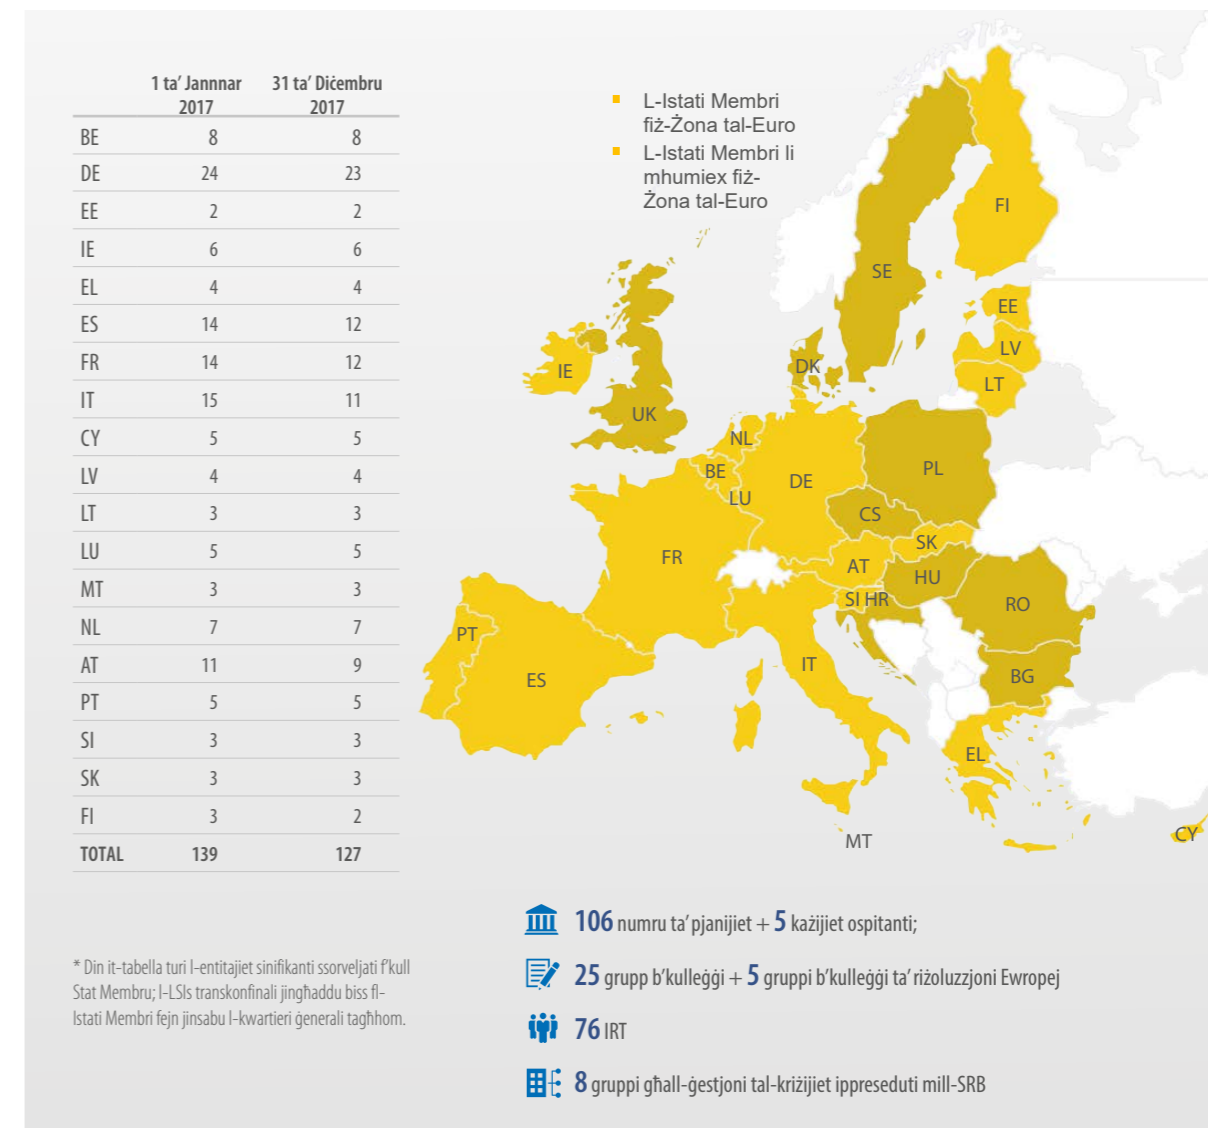 1 ta’ Jannnar 31 ta’ Diċembru
2017 2017
BE 8 8
DE 24 23
EE 2 2
IE 6 6
EL 4 4
ES 14 12
FR 14 12
IT 15 11
CY 5 5
LV 4 4
LT 3 3
LU 5 5
MT 3 3
NL 7 7
AT 11 9
PT 5 5
SI 3 3
SK 3 3
FI 3 2
TOTAL 139 127
* Din it-tabella turi l-entitajiet sinifikanti ssorveljati f’kull
Stat Membru; l-LSIs transkonfinali jingħaddu biss fl-
Istati Membri fejn jinsabu l-kwartieri ġenerali tagħhom.
L-Istati Membri
fiż-Żona tal-Euro
L-Istati Membri li
mhumiex fiż-
Żona tal-Euro
FI
SE
EE
LV
LT
DK
IE
UK
NL
BE
LU
DE
PL
CS
SK
FR
AT
HU
SI HR
RO
PT
ES
IT
BG
EL
MT
CY
106 numru ta’ pjanijiet + 5 każijiet ospitanti;
25 grupp b’kulleġġi + 5 gruppi b’kulleġġi ta’ riżoluzzjoni Ewropej
76 IRT
8 gruppi għall-ġestjoni tal-kriżijiet ippreseduti mill-SRB